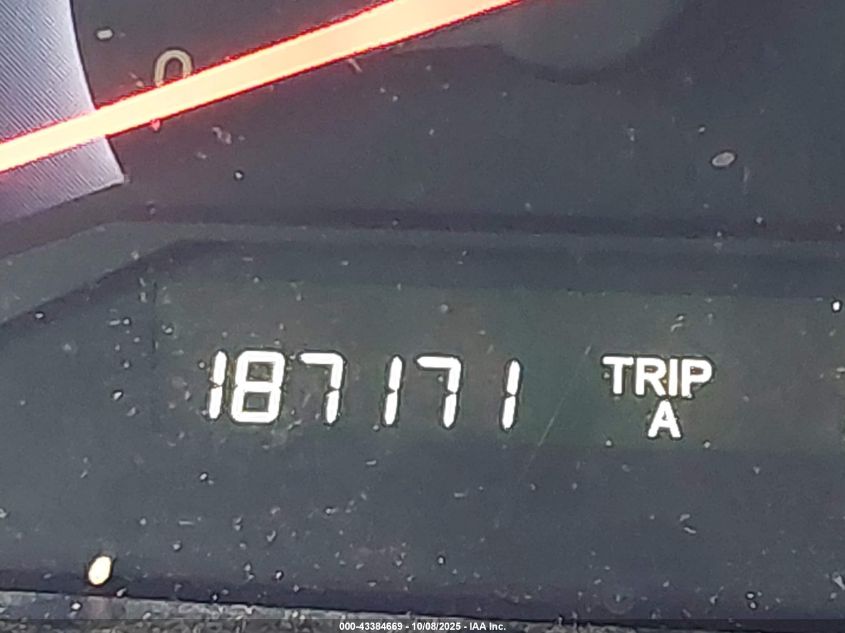 0
187171 TRIP
A
000-43384669 - 10/08/2025 - IAA Inc.